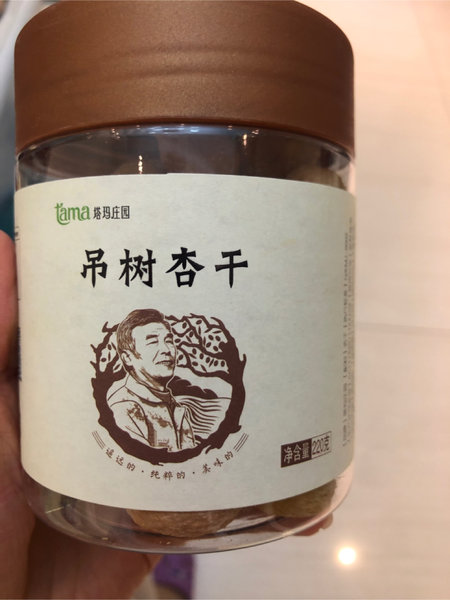 tama 塔玛庄园
吊树杏干
遥远的·纯粹的·美味的
净含量 220克